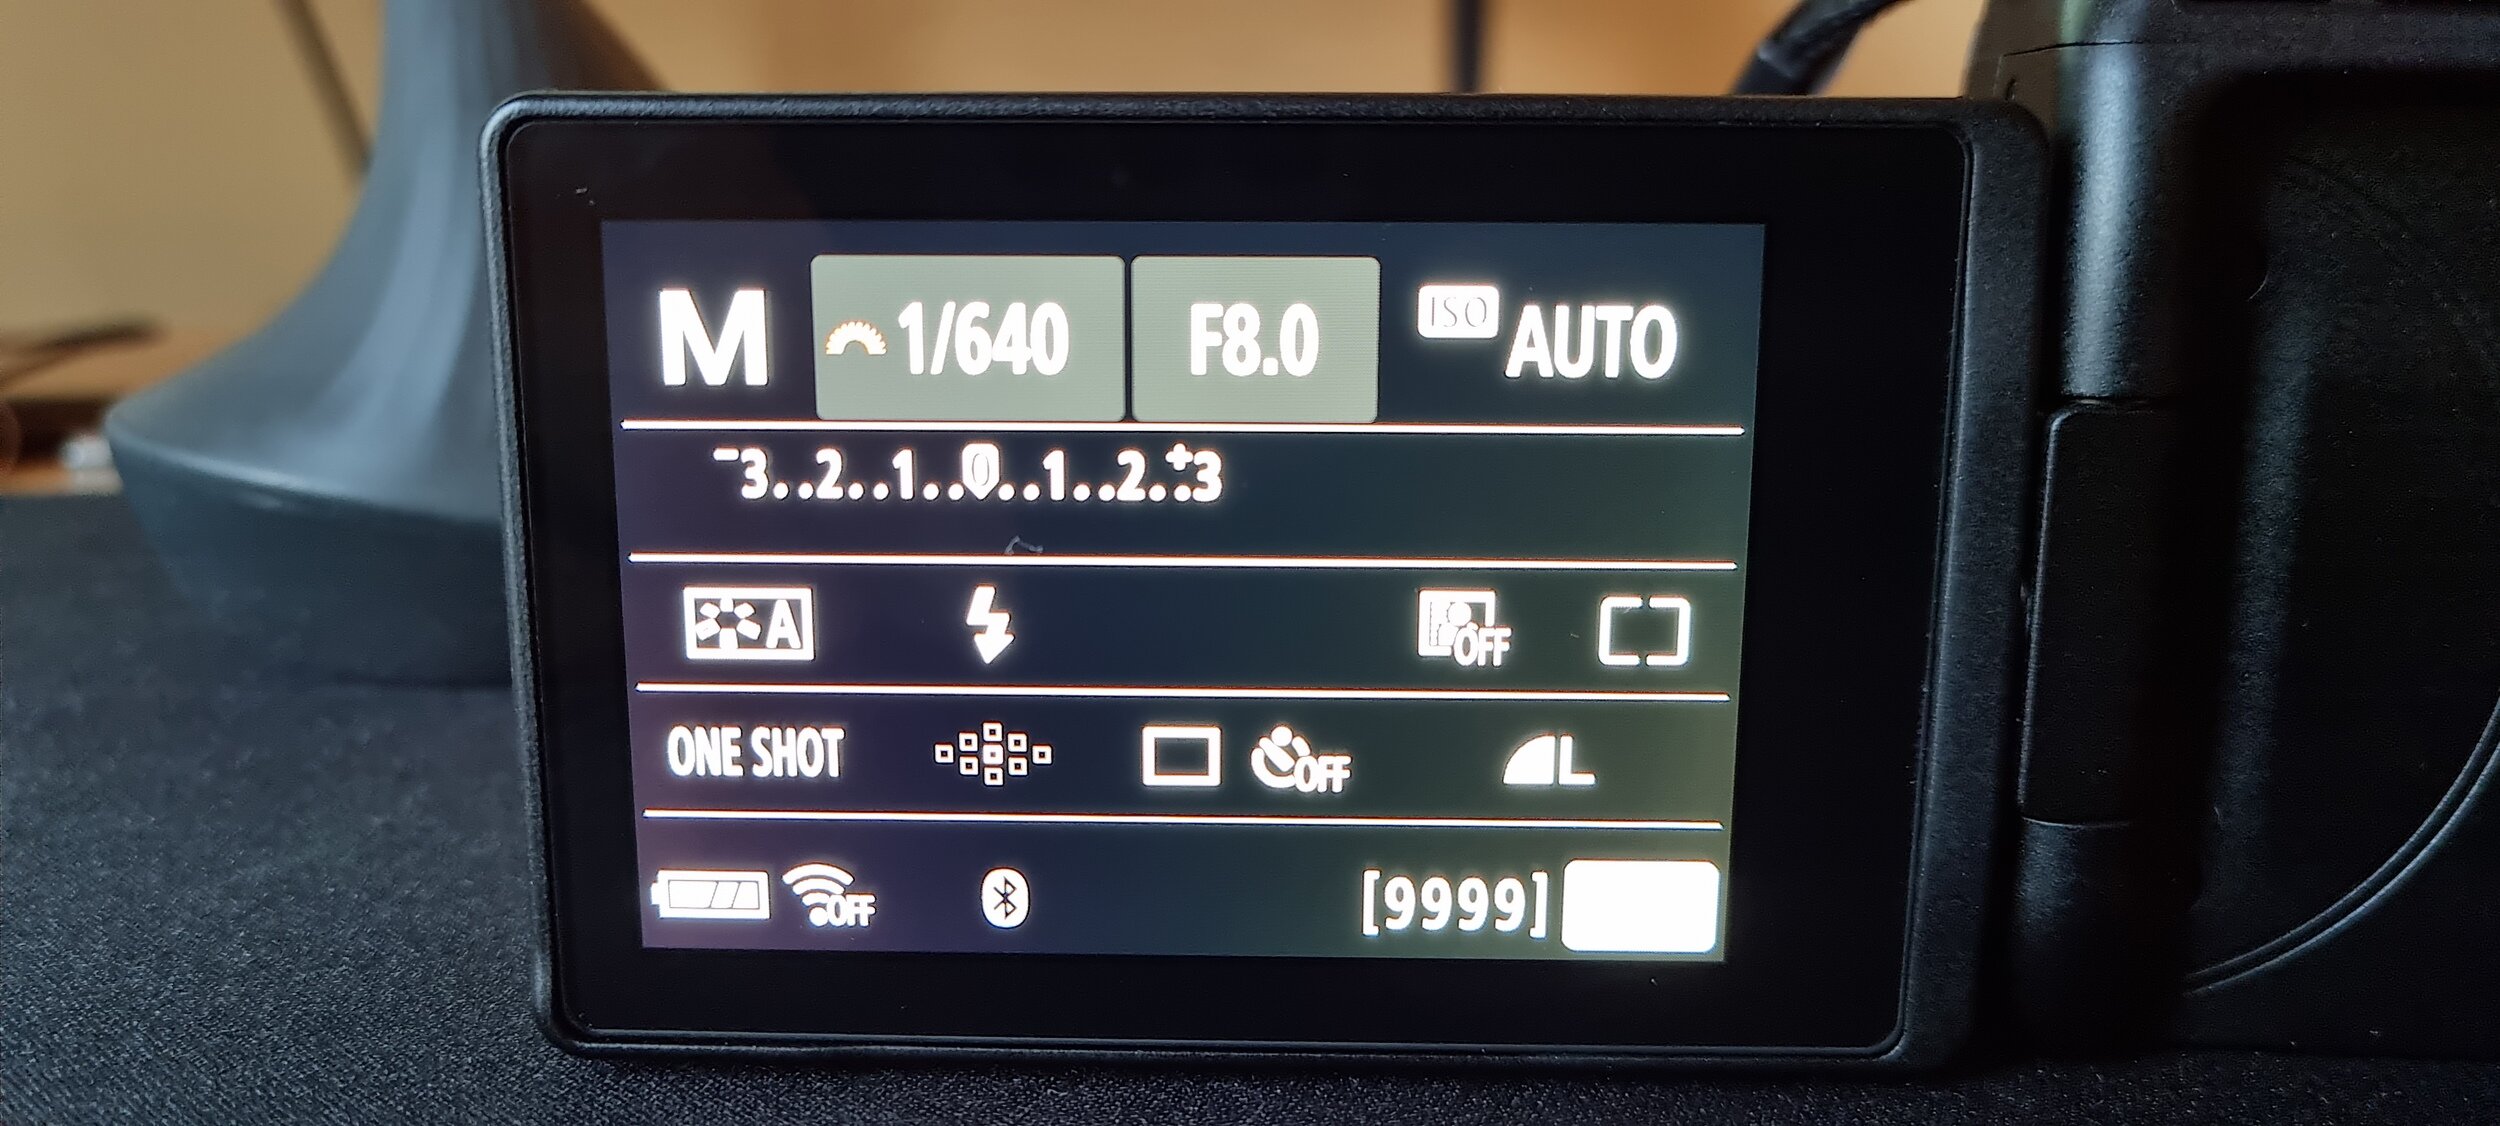 M 1/640 F8.0 ISO AUTO
-3..2..1..0..1..2..+3
A OFF
ONE SHOT OFF L
OFF [9999]